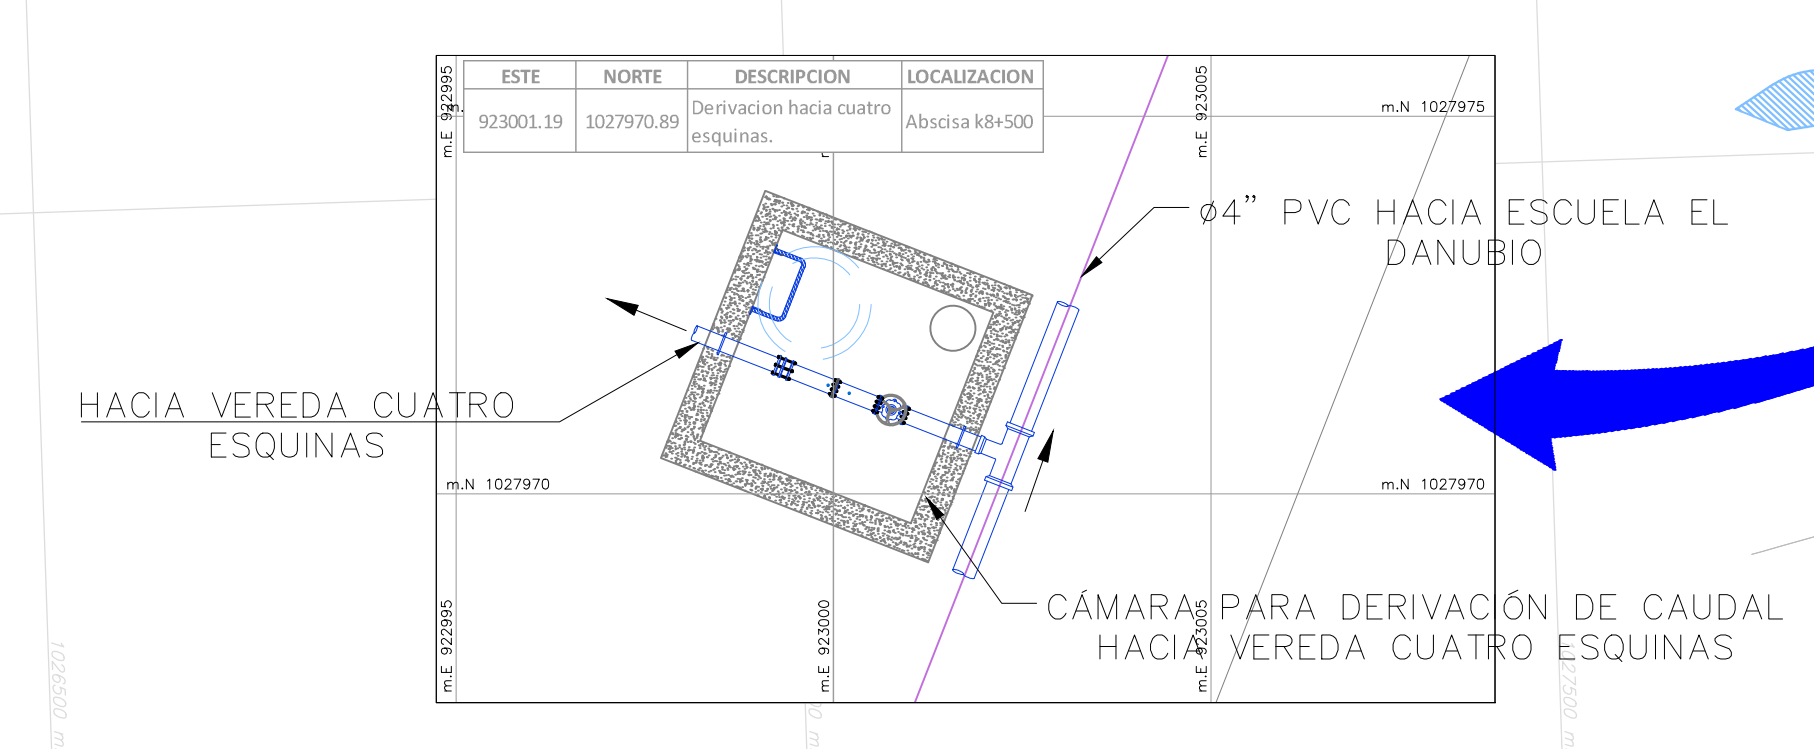 ESTE NORTE DESCRIPCION LOCALIZACION
923001.19 1027970.89 Derivacion hacia cuatro esquinas. Abscisa k8+500
m.E 922995
m.E 923005
m.N 1027975
Ø4" PVC HACIA ESCUELA EL
DANUBIO
HACIA VEREDA CUATRO
ESQUINAS
m.N 1027970
m.N 1027970
CÁMARA PARA DERIVACIÓN DE CAUDAL
HACIA VEREDA CUATRO ESQUINAS
m.E 922995
m.E 923000
m.E 923005
1026500 m